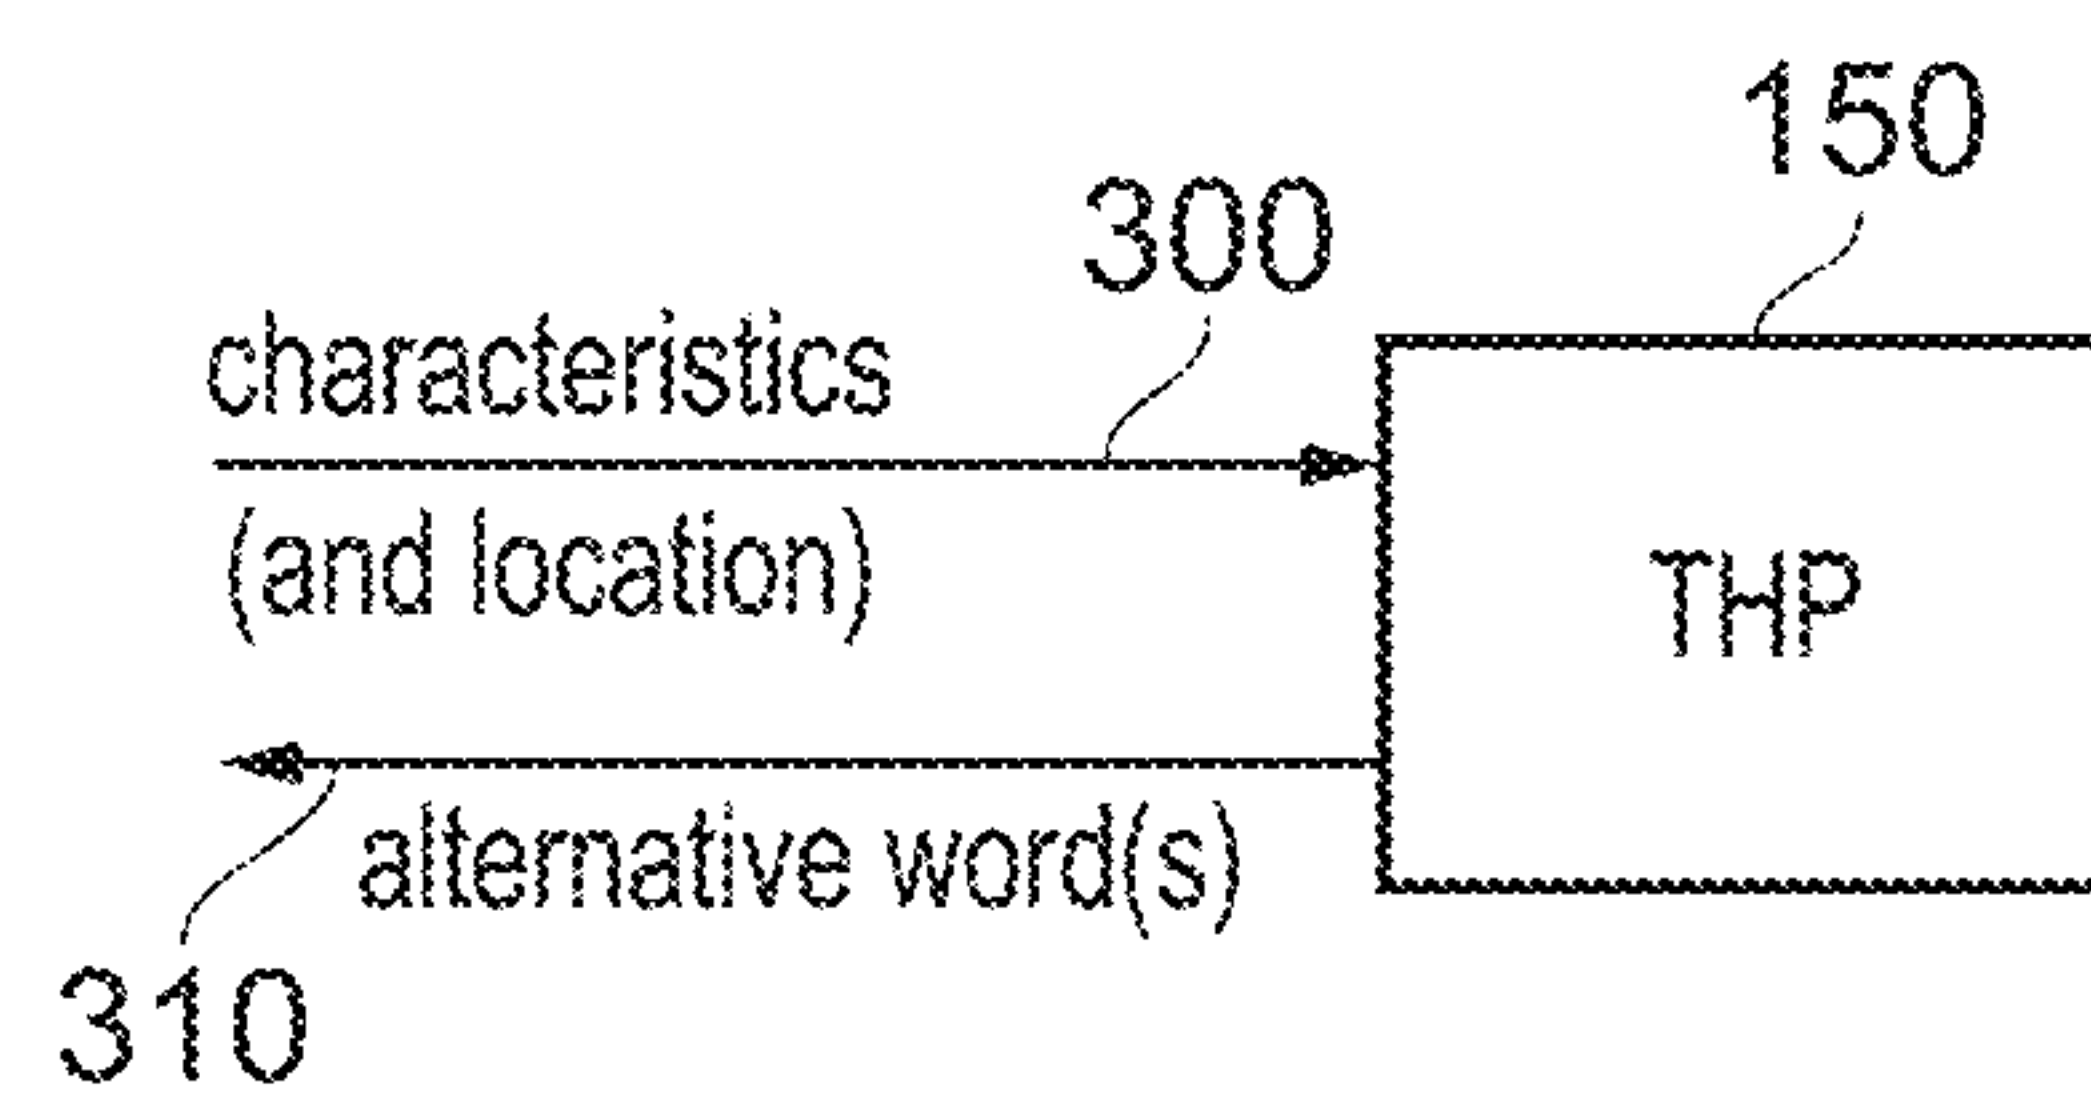 150
300
characteristics
(and location)
THP
alternative word(s)
310